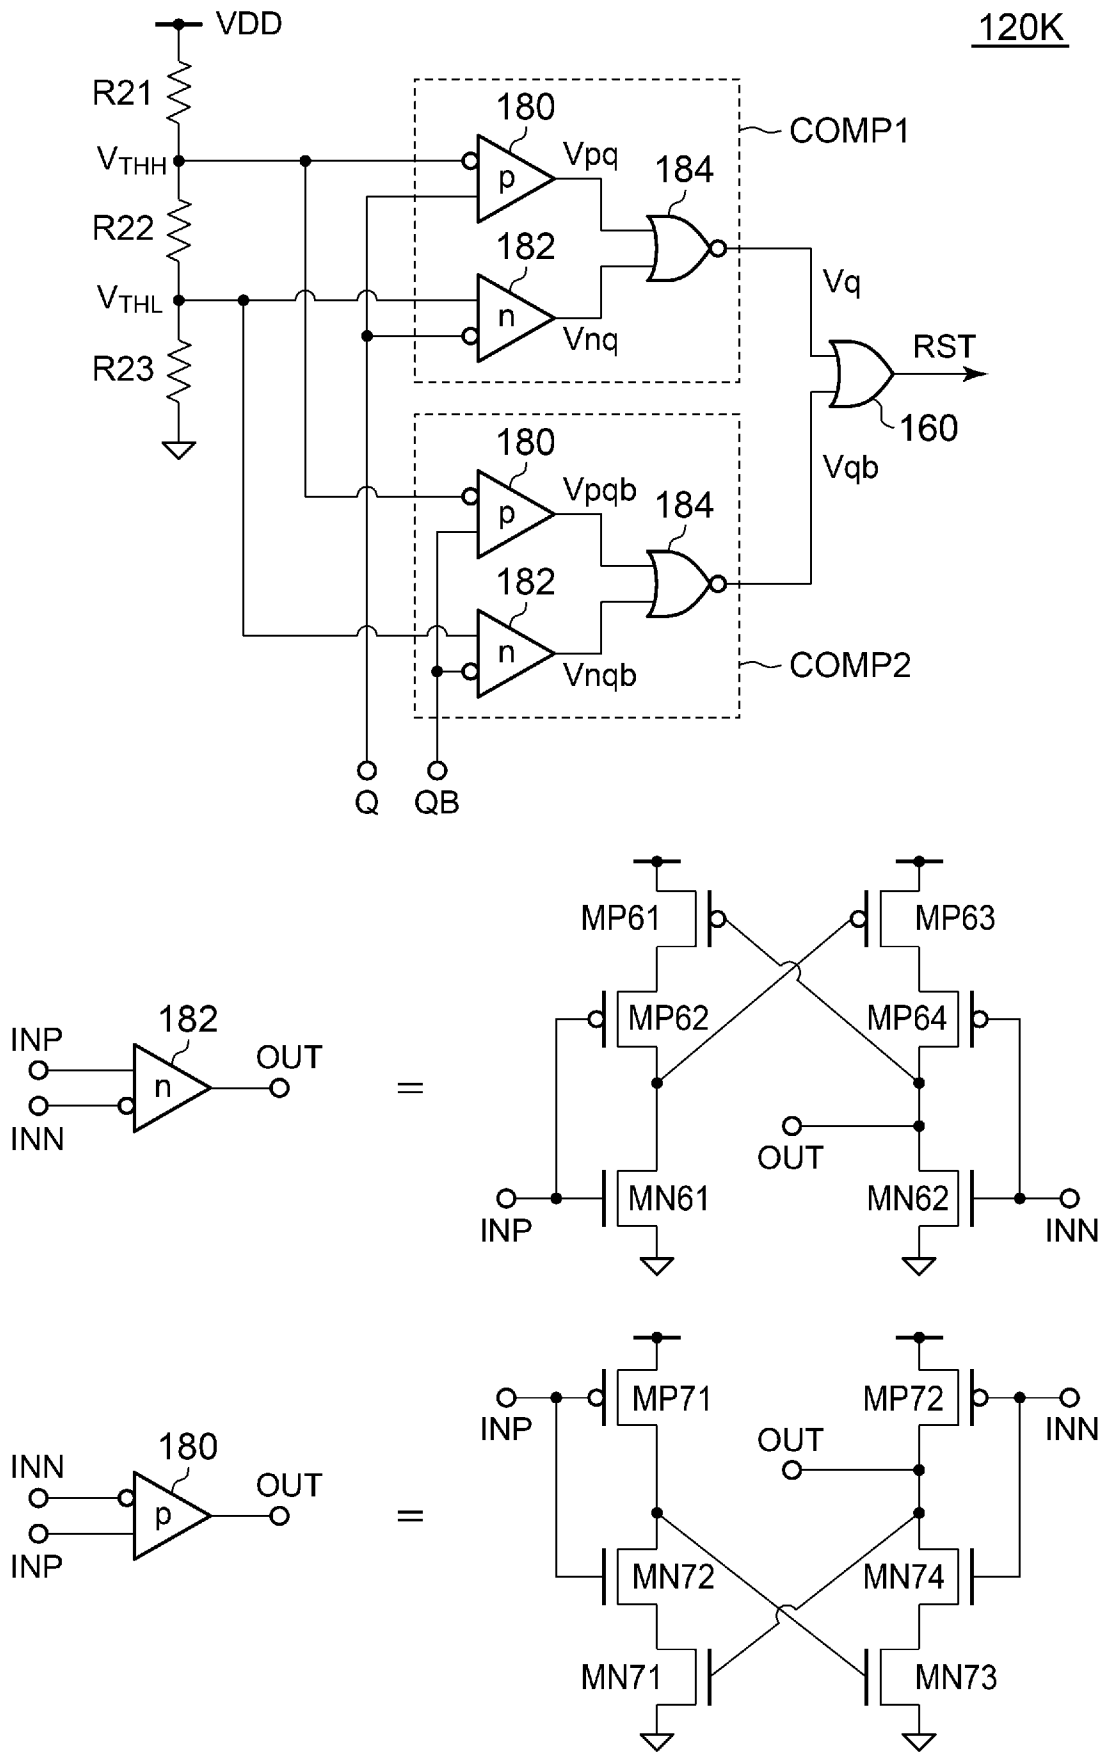 VDD
120K
R21
180
COMP1
Vpq
184
VTHH
p
R22
182
Vq
VTHL
n
Vnq
RST
R23
160
180
Vqb
Vpqb
184
p
182
n
COMP2
Vnqb
Q
QB
MP61
MP63
182
MP62
MP64
INP
OUT
n
=
INN
OUT
MN61
MN62
INP
INN
MP71
MP72
INP
INN
OUT
180
INN
OUT
p
=
INP
MN72
MN74
MN71
MN73